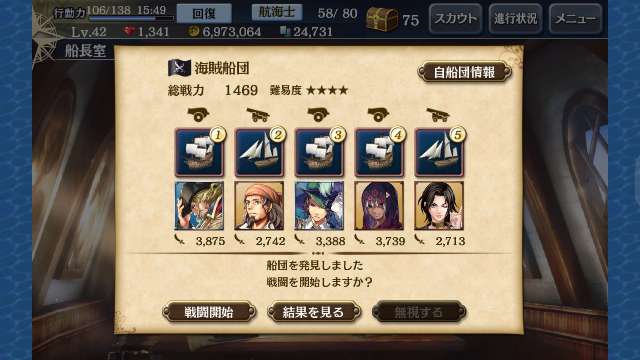 行動力 106/138 15:49 回復 航海士 58/ 80 75 スカウト 進行状況 メニュー
Lv.42 1,341 6,973,064 24,731
船長室
海賊船団
自船団情報
総戦力 1469 難易度 ★★★★
1 2 3 4 5
3,875 2,742 3,388 3,739 2,713
船団を発見しました
戦闘を開始しますか?
戦闘開始 結果を見る 無視する